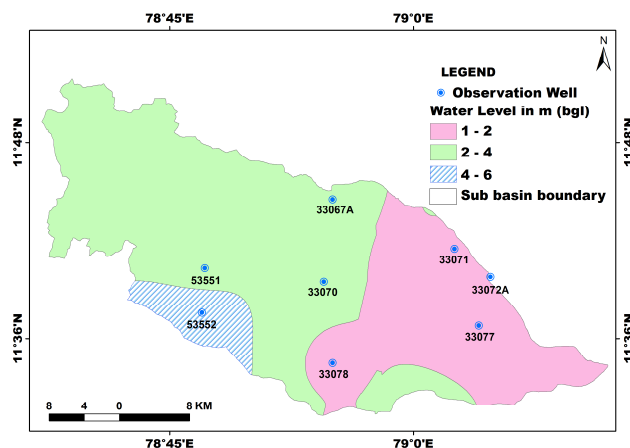 78°45'E 79°0'E
N
LEGEND
Observation Well
Water Level in m (bgl)
1 - 2
2 - 4
4 - 6
Sub basin boundary
11°48'N 11°48'N
33067A
33071
53551
33070
33072A
53552
33077
11°36'N 11°36'N
33078
8 4 0 8 KM
78°45'E 79°0'E